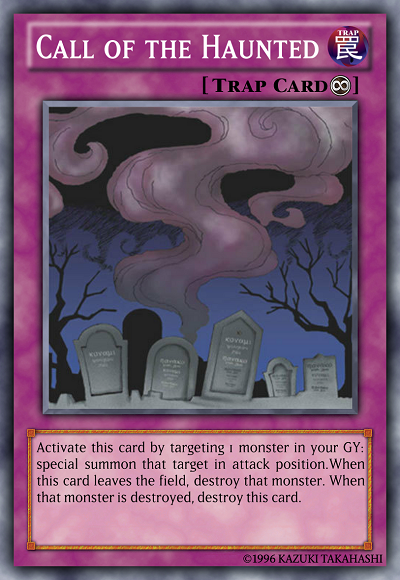 CALL OF THE HAUNTED
TRAP
罠
[TRAP CARD∞]
Activate this card by targeting 1 monster in your GY:
special summon that target in attack position.When
this card leaves the field, destroy that monster. When
that monster is destroyed, destroy this card.
©1996 KAZUKI TAKAHASHI